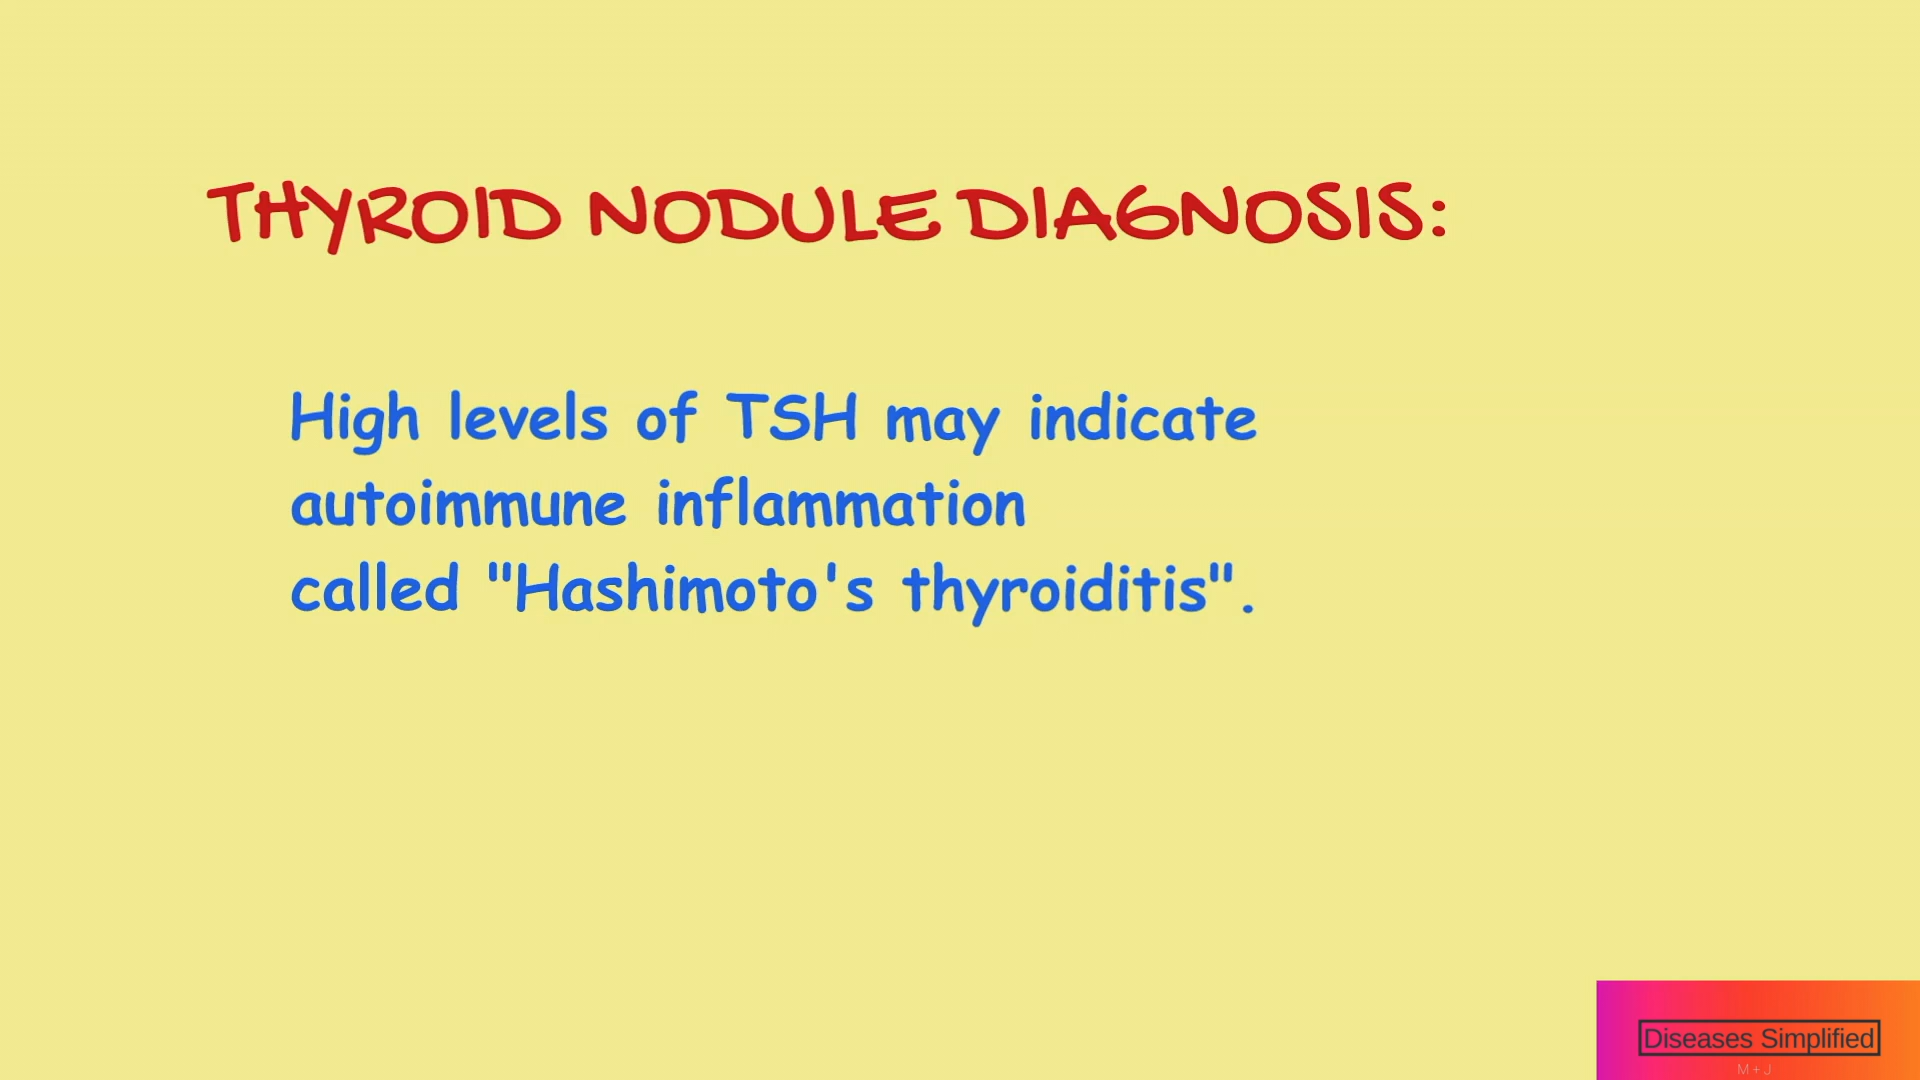 THYROID NODULE DIAGNOSIS:
High levels of TSH may indicate
autoimmune inflammation
called "Hashimoto's thyroiditis".
Diseases Simplified
M + J